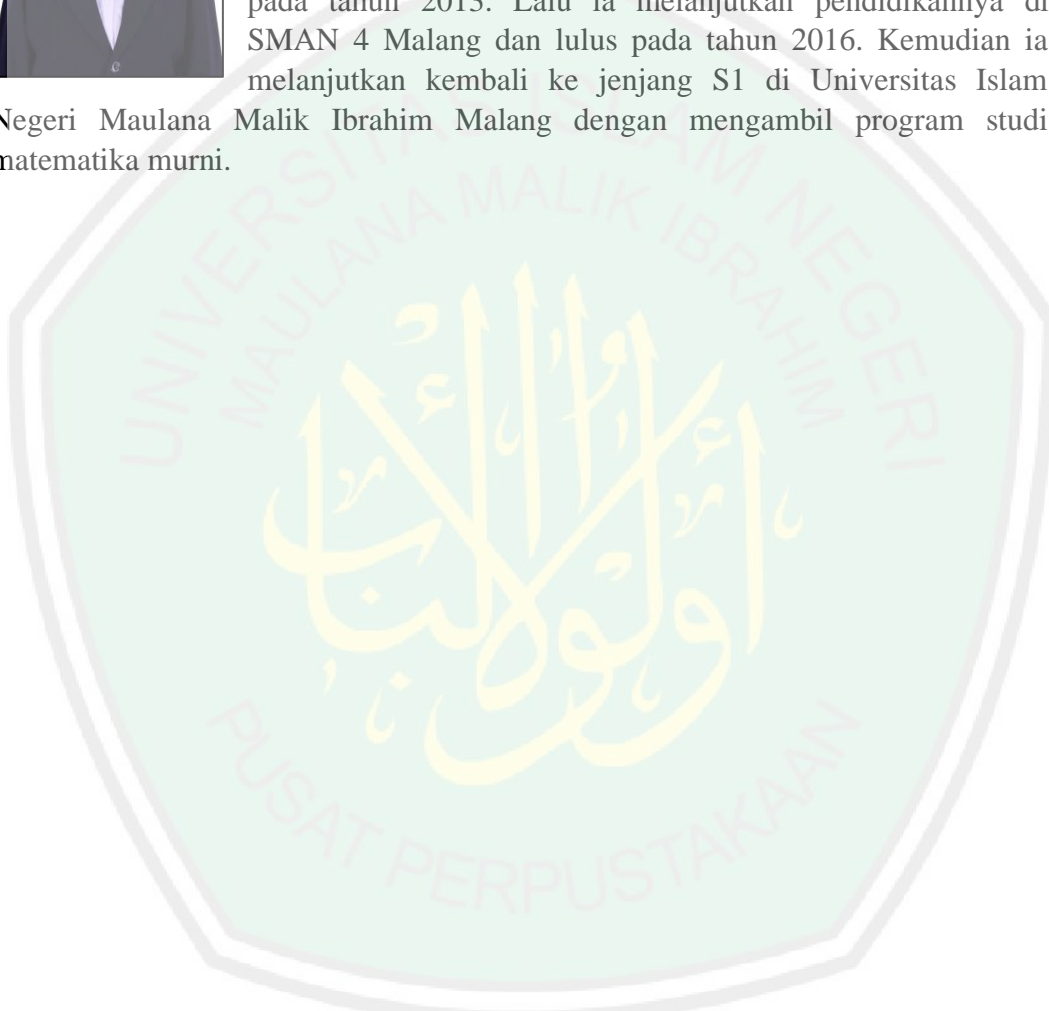 pada tahun 2013. Lalu ia melanjutkan pendidikannya di
SMAN 4 Malang dan lulus pada tahun 2016. Kemudian ia
melanjutkan kembali ke jenjang S1 di Universitas Islam
Negeri Maulana Malik Ibrahim Malang dengan mengambil program studi
matematika murni.
UNIVERSITAS ISLAM NEGERI
MAULANA MALIK IBRAHIM
أولوا الألباب
PUSAT PERPUSTAKAAN